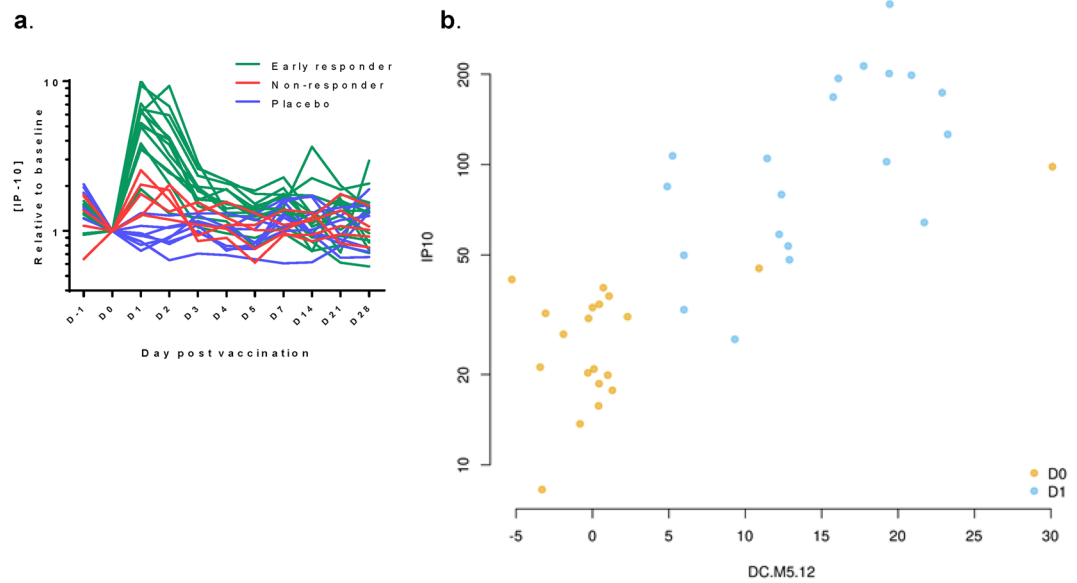 a.
Early responder
Non-responder
Placebo
[IP-10]
Relative to baseline
10
1
D-1 D0 D1 D2 D3 D4 D5 D7 D14 D21 D28
Day post vaccination
b.
IP10
200
100
50
20
10
D0
D1
-5 0 5 10 15 20 25 30
DC.M5.12